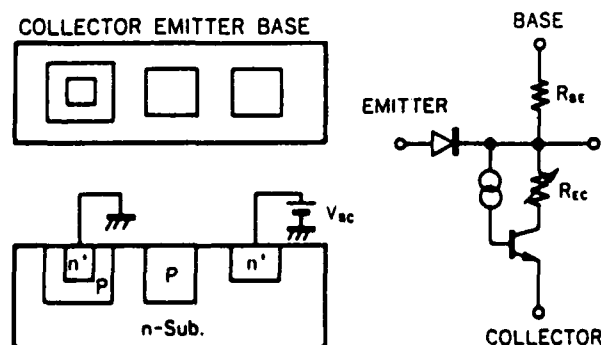 COLLECTOR EMITTER BASE
BASE
R_BE
EMITTER
R_EC
V_BC
n+
P
P
n+
n-Sub.
COLLECTOR